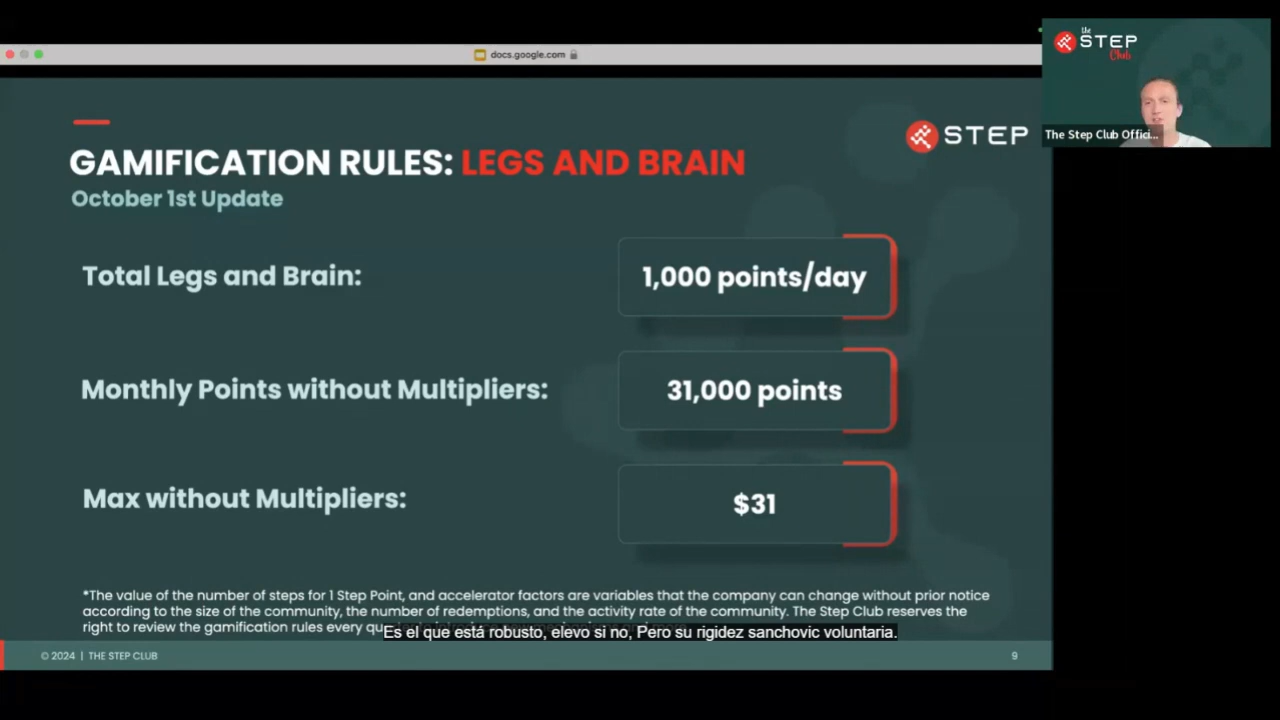 docs.google.com
the
STEP
Club
The Step Club Offici...
STEP
GAMIFICATION RULES: LEGS AND BRAIN
October 1st Update
Total Legs and Brain:
1,000 points/day
Monthly Points without Multipliers:
31,000 points
Max without Multipliers:
$31
*The value of the number of steps for 1 Step Point, and accelerator factors are variables that the company can change without prior notice
according to the size of the community, the number of redemptions, and the activity rate of the community. The Step Club reserves the
right to review the gamification rules every
Es el que está robusto, elevo si no, Pero su rigidez sanchovic voluntaria.
© 2024 | THE STEP CLUB
9